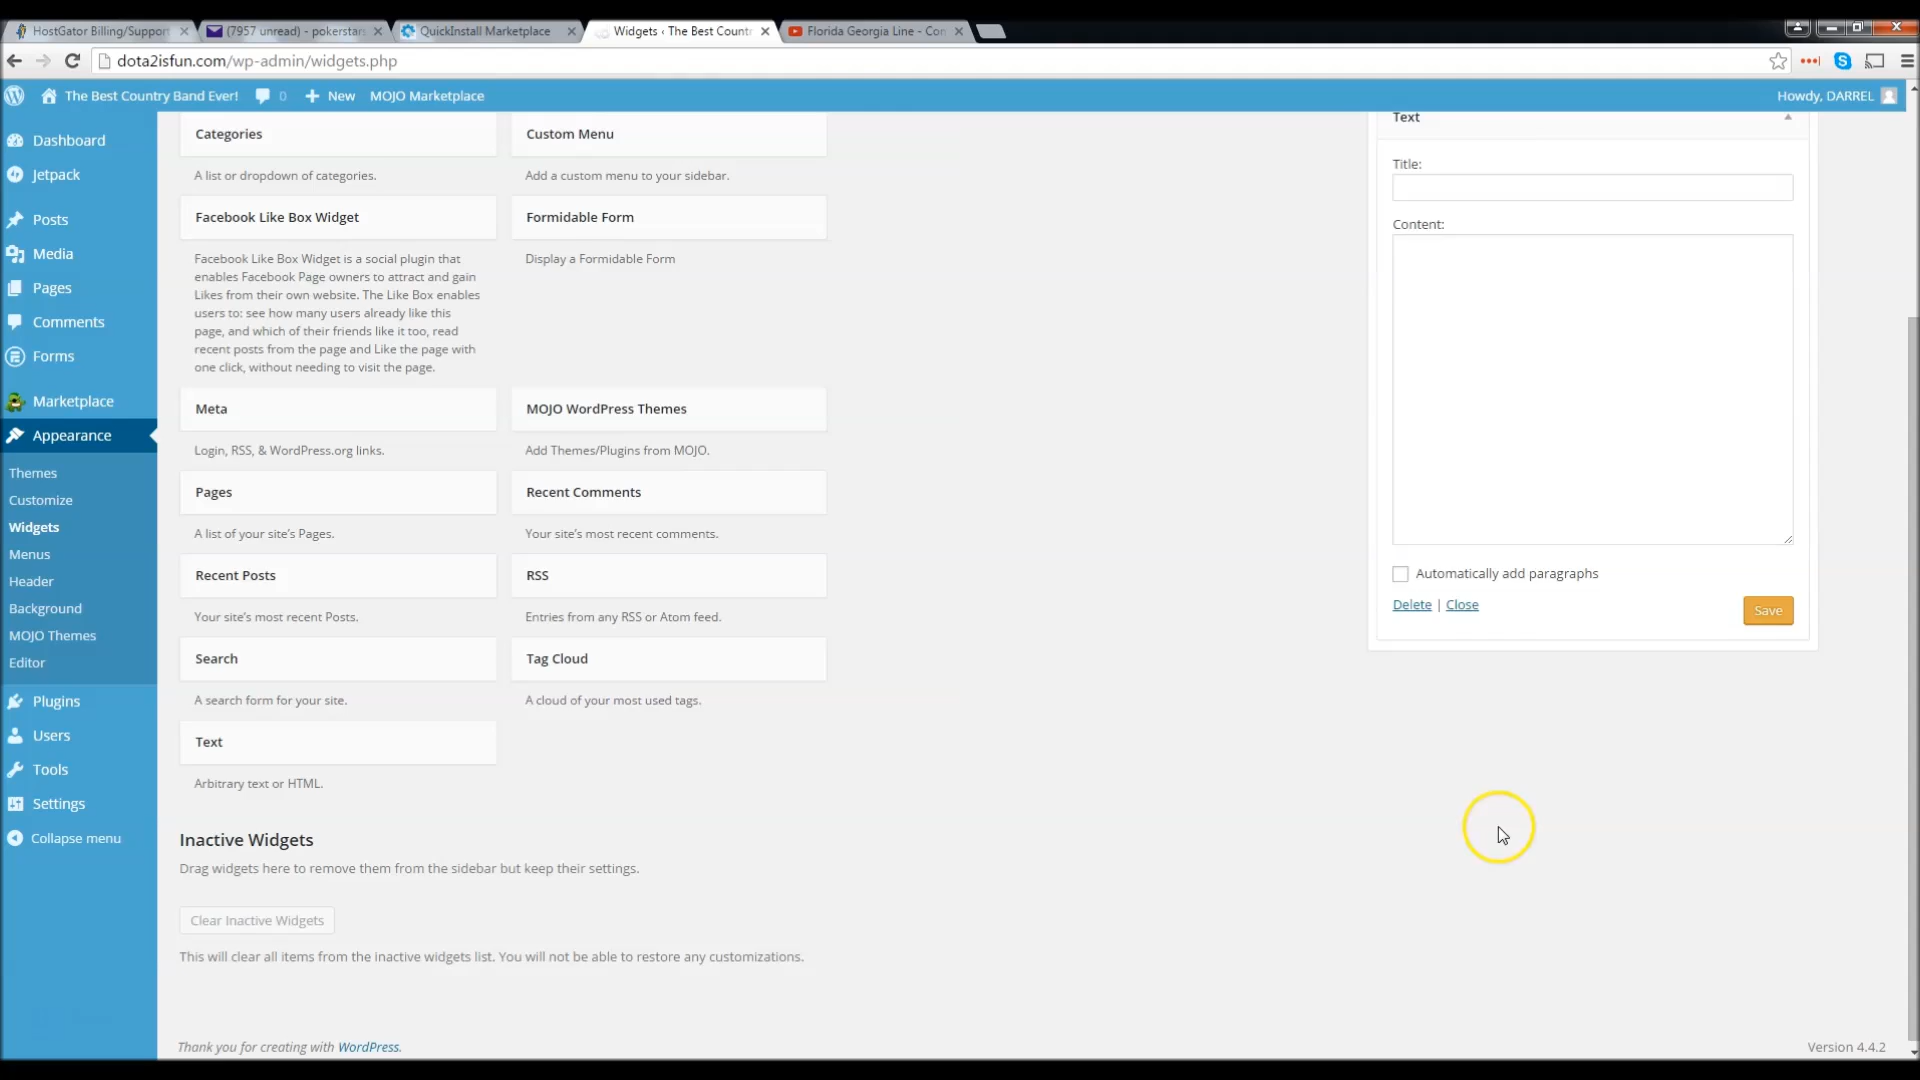 HostGator Billing/Support
(7957 unread) - pokerstars
QuickInstall Marketplace
Widgets ‹ The Best Countr
Florida Georgia Line - Con
dota2isfun.com/wp-admin/widgets.php
The Best Country Band Ever!
0
New
MOJO Marketplace
Howdy, DARREL
Dashboard
Jetpack
Posts
Media
Pages
Comments
Forms
Marketplace
Appearance
Themes
Customize
Widgets
Menus
Header
Background
MOJO Themes
Editor
Plugins
Users
Tools
Settings
Collapse menu
Categories
A list or dropdown of categories.
Custom Menu
Add a custom menu to your sidebar.
Facebook Like Box Widget
Facebook Like Box Widget is a social plugin that
enables Facebook Page owners to attract and gain
Likes from their own website. The Like Box enables
users to: see how many users already like this
page, and which of their friends like it too, read
recent posts from the page and Like the page with
one click, without needing to visit the page.
Formidable Form
Display a Formidable Form
Meta
Login, RSS, & WordPress.org links.
MOJO WordPress Themes
Add Themes/Plugins from MOJO.
Pages
A list of your site's Pages.
Recent Comments
Your site's most recent comments.
Recent Posts
Your site's most recent Posts.
RSS
Entries from any RSS or Atom feed.
Search
A search form for your site.
Tag Cloud
A cloud of your most used tags.
Text
Arbitrary text or HTML.
Inactive Widgets
Drag widgets here to remove them from the sidebar but keep their settings.
Clear Inactive Widgets
This will clear all items from the inactive widgets list. You will not be able to restore any customizations.
Text
Title:
Content:
Automatically add paragraphs
Delete | Close
Save
Thank you for creating with WordPress.
Version 4.4.2